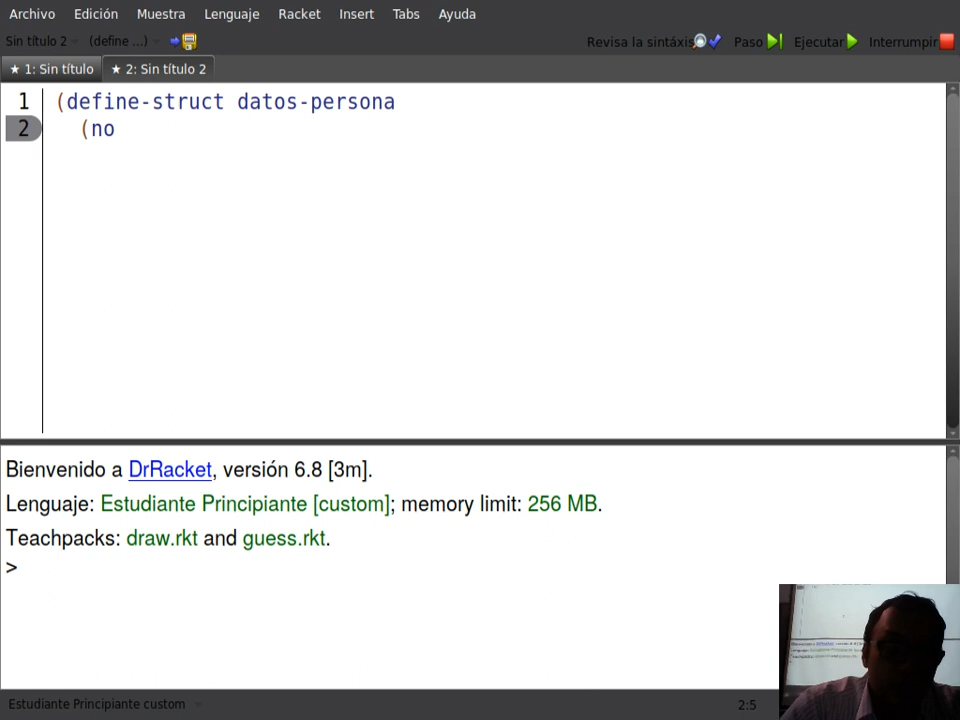 Archivo Edición Muestra Lenguaje Racket Insert Tabs Ayuda
Sin título 2 (define ...) Revisa la sintáxis Paso Ejecutar Interrumpir
★ 1: Sin título ★ 2: Sin título 2
1 (define-struct datos-persona
2 (no
Bienvenido a DrRacket, versión 6.8 [3m].
Lenguaje: Estudiante Principiante [custom]; memory limit: 256 MB.
Teachpacks: draw.rkt and guess.rkt.
>
Estudiante Principiante custom 2:5